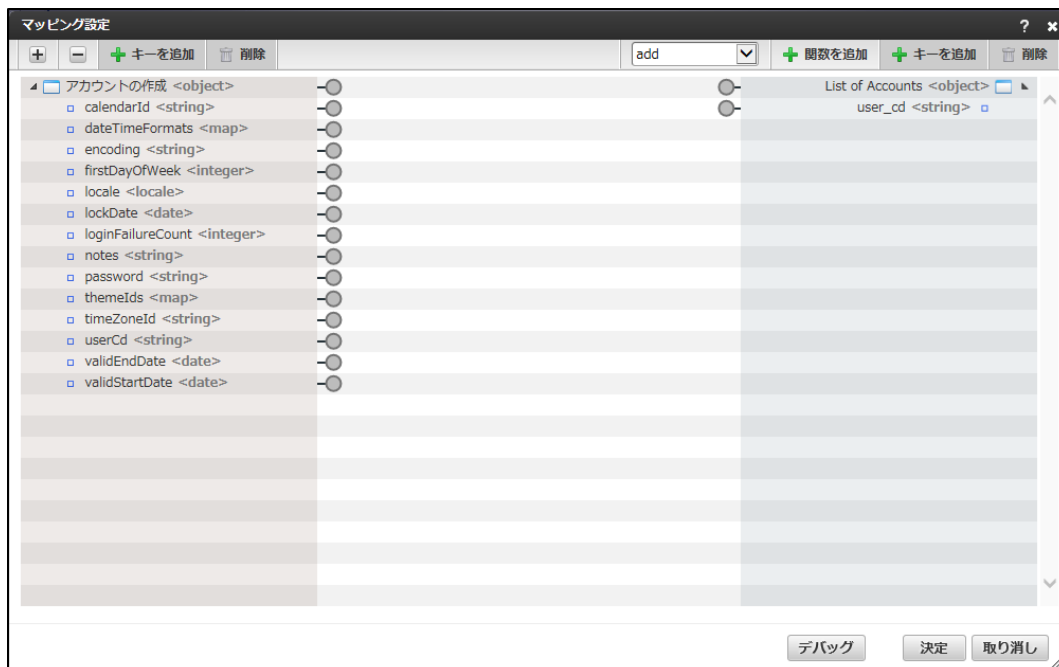 マッピング設定 ? ×
+ − キーを追加 削除 add 関数を追加 キーを追加 削除
アカウントの作成 <object> List of Accounts <object>
calendarId <string> user_cd <string>
dateTimeFormats <map>
encoding <string>
firstDayOfWeek <integer>
locale <locale>
lockDate <date>
loginFailureCount <integer>
notes <string>
password <string>
themeIds <map>
timeZoneId <string>
userCd <string>
validEndDate <date>
validStartDate <date>
デバッグ 決定 取り消し